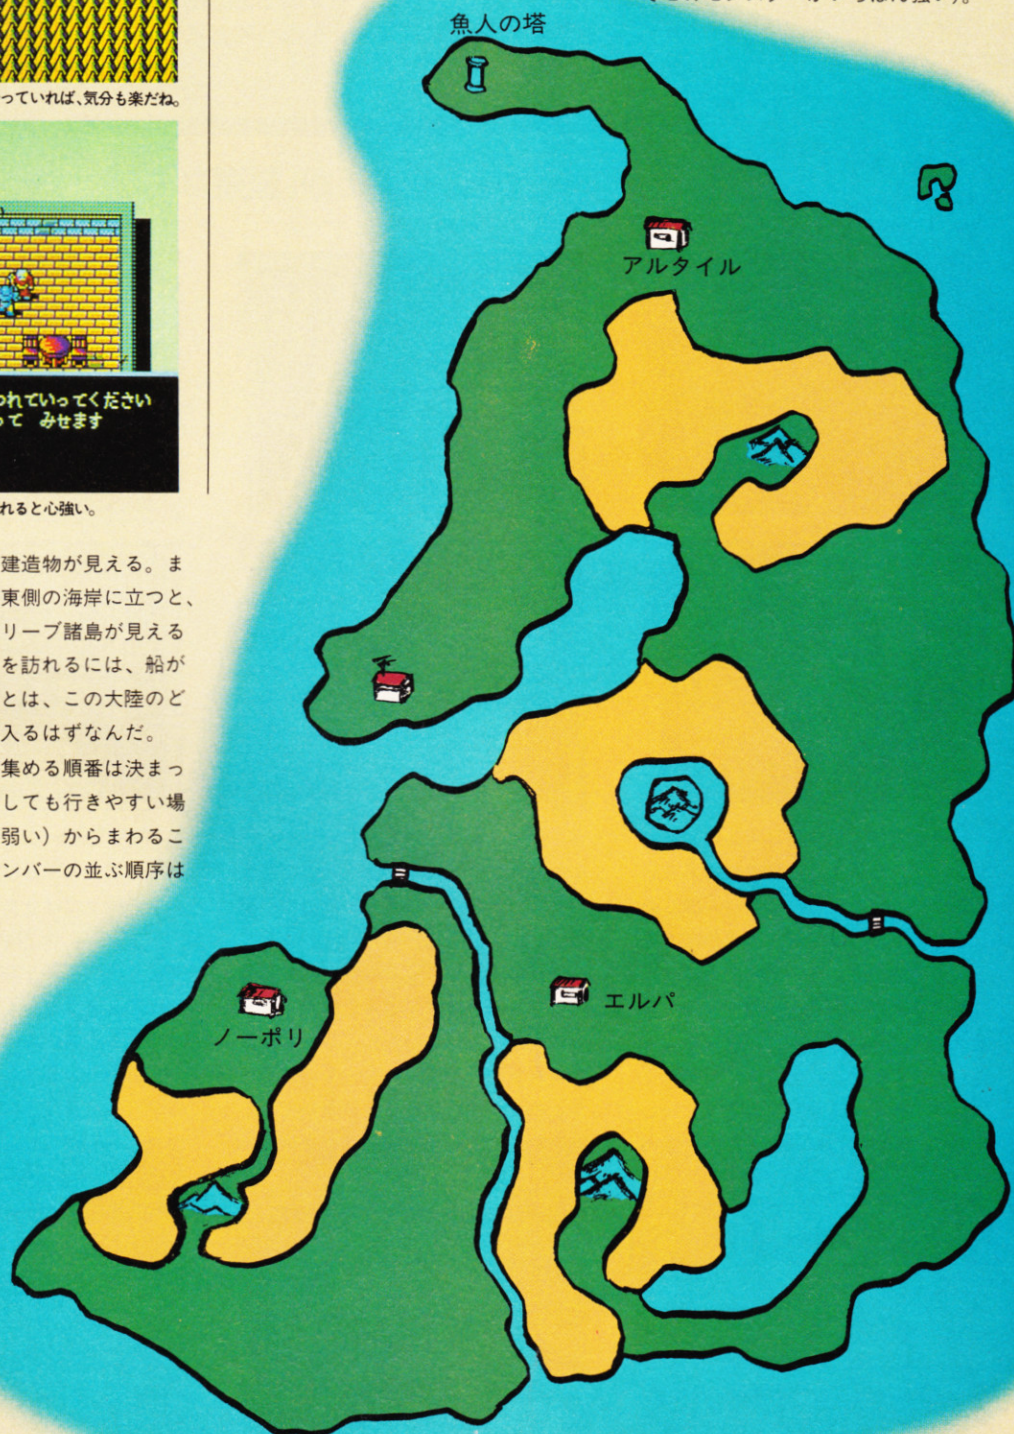 っていれば、気分も楽だね。
われていってください
って みせます
れると心強い。
建造物が見える。ま
東側の海岸に立つと、
リーブ諸島が見える
を訪れるには、船が
とは、この大陸のど
入るはずなんだ。
集める順番は決まっ
しても行きやすい場
弱い）からまわるこ
ンバーの並ぶ順序は
魚人の塔
アルタイル
エルパ
ノーポリ